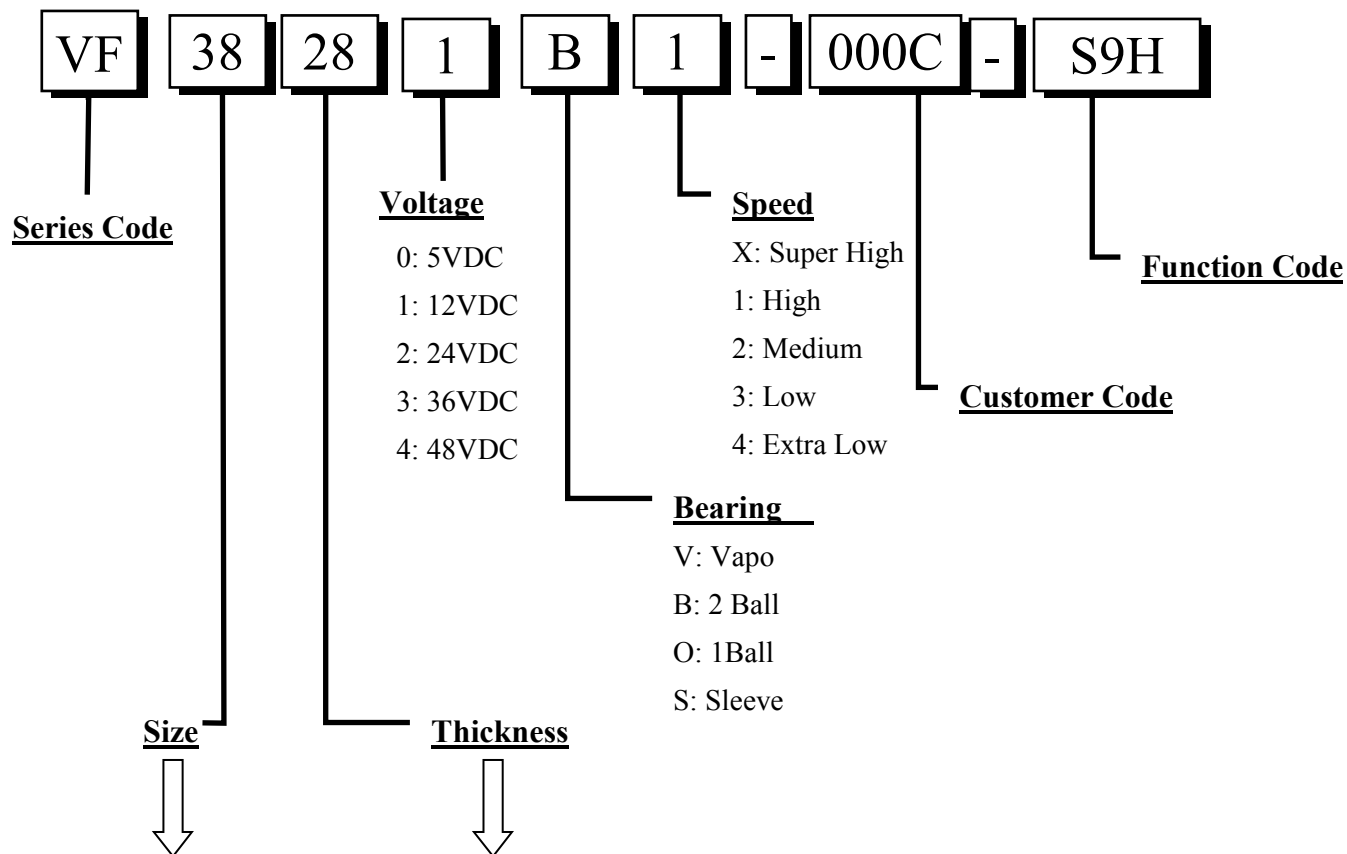 VF 38 28 1 B 1 - 000C - S9H
Series Code
Voltage
0: 5VDC
1: 12VDC
2: 24VDC
3: 36VDC
4: 48VDC
Speed
X: Super High
1: High
2: Medium
3: Low
4: Extra Low
Function Code
Customer Code
Bearing
V: Vapo
B: 2 Ball
O: 1Ball
S: Sleeve
Size
Thickness